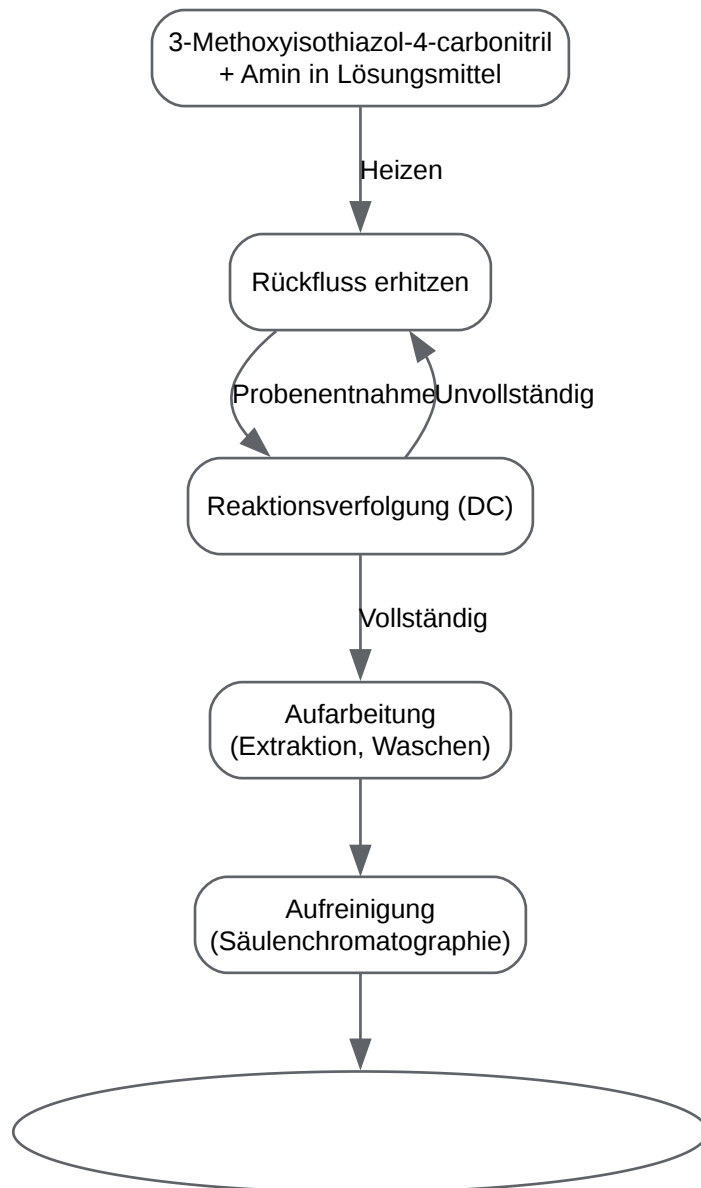 3-Methoxyisothiazol-4-carbonitril
+ Amin in Lösungsmittel
Heizen
Rückfluss erhitzen
Probenentnahme
Unvollständig
Reaktionsverfolgung (DC)
Vollständig
Aufarbeitung
(Extraktion, Waschen)
Aufreinigung
(Säulenchromatographie)